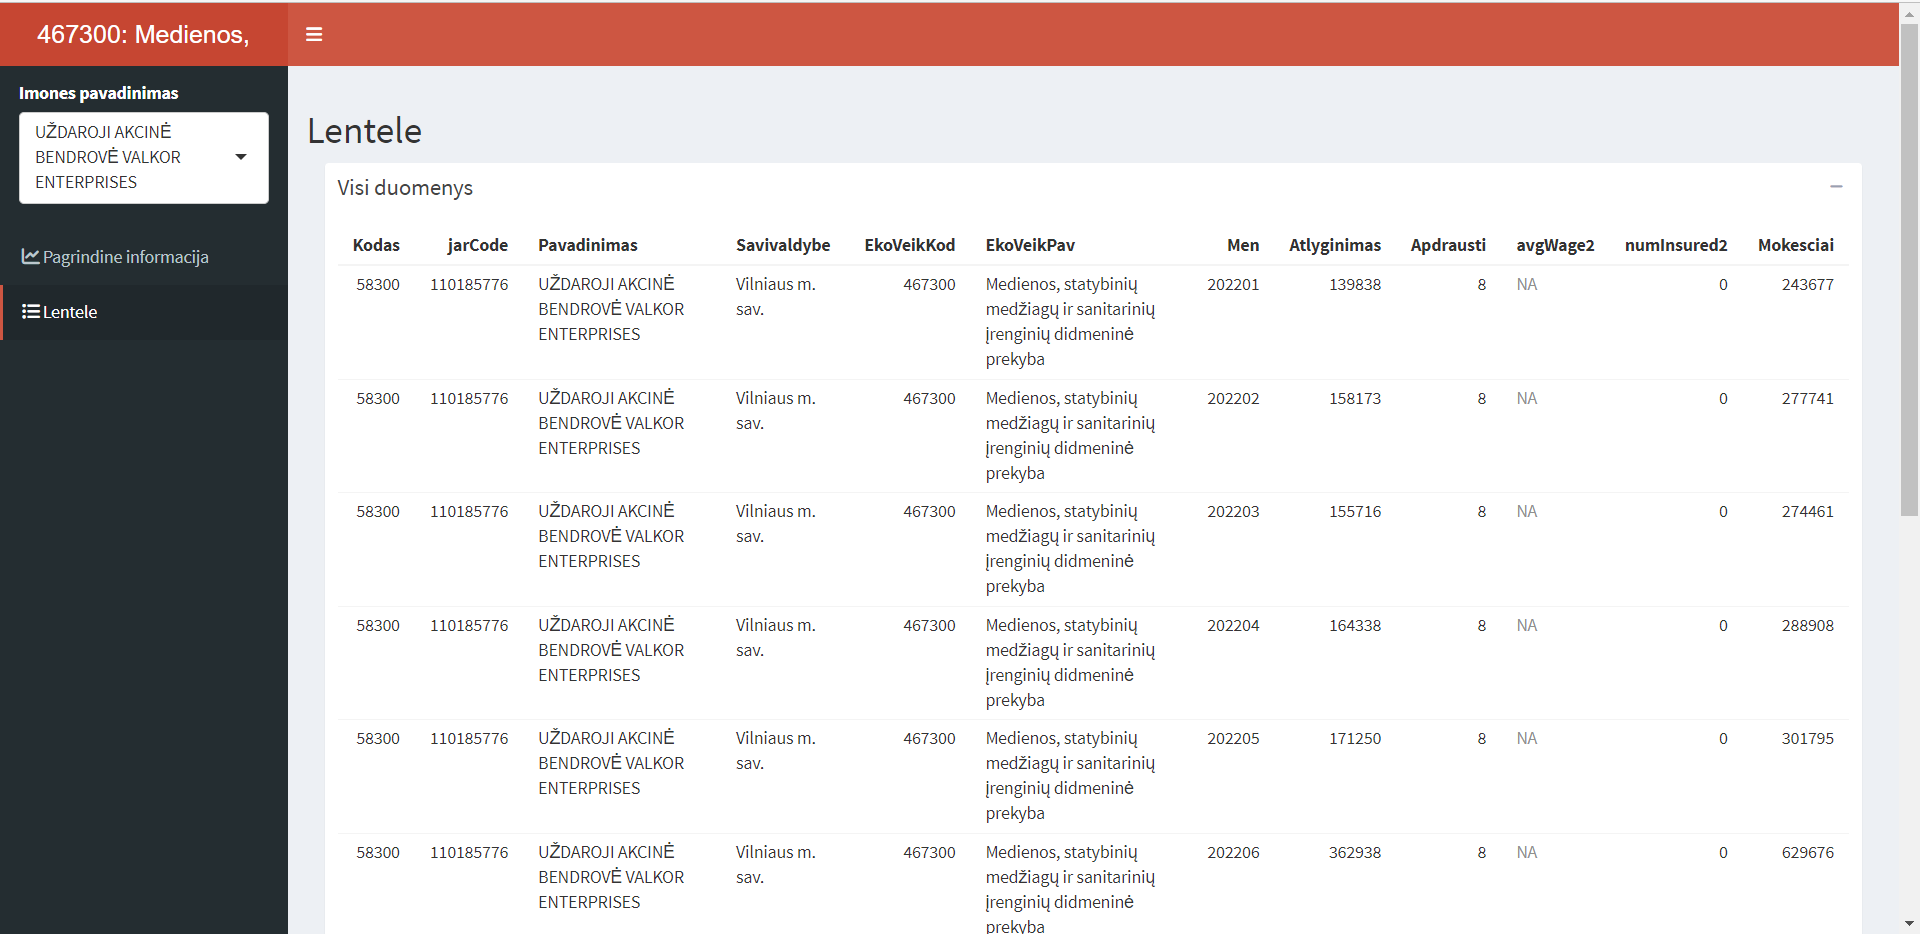 467300: Medienos,
Imones pavadinimas
UŽDAROJI AKCINĖ
BENDROVĖ VALKOR
ENTERPRISES
Pagrindine informacija
Lentele
Lentele
Visi duomenys
Kodas jarCode Pavadinimas Savivaldybe EkoVeikKod EkoVeikPav Men Atlyginimas Apdrausti avgWage2 numInsured2 Mokesciai
58300 110185776 UŽDAROJI AKCINĖ Vilniaus m. 467300 Medienos, statybinių 202201 139838 8 NA 0 243677
BENDROVĖ VALKOR sav. medžiagų ir sanitarinių
ENTERPRISES įrenginių didmeninė
prekyba
58300 110185776 UŽDAROJI AKCINĖ Vilniaus m. 467300 Medienos, statybinių 202202 158173 8 NA 0 277741
BENDROVĖ VALKOR sav. medžiagų ir sanitarinių
ENTERPRISES įrenginių didmeninė
prekyba
58300 110185776 UŽDAROJI AKCINĖ Vilniaus m. 467300 Medienos, statybinių 202203 155716 8 NA 0 274461
BENDROVĖ VALKOR sav. medžiagų ir sanitarinių
ENTERPRISES įrenginių didmeninė
prekyba
58300 110185776 UŽDAROJI AKCINĖ Vilniaus m. 467300 Medienos, statybinių 202204 164338 8 NA 0 288908
BENDROVĖ VALKOR sav. medžiagų ir sanitarinių
ENTERPRISES įrenginių didmeninė
prekyba
58300 110185776 UŽDAROJI AKCINĖ Vilniaus m. 467300 Medienos, statybinių 202205 171250 8 NA 0 301795
BENDROVĖ VALKOR sav. medžiagų ir sanitarinių
ENTERPRISES įrenginių didmeninė
prekyba
58300 110185776 UŽDAROJI AKCINĖ Vilniaus m. 467300 Medienos, statybinių 202206 362938 8 NA 0 629676
BENDROVĖ VALKOR sav. medžiagų ir sanitarinių
ENTERPRISES įrenginių didmeninė
prekyba